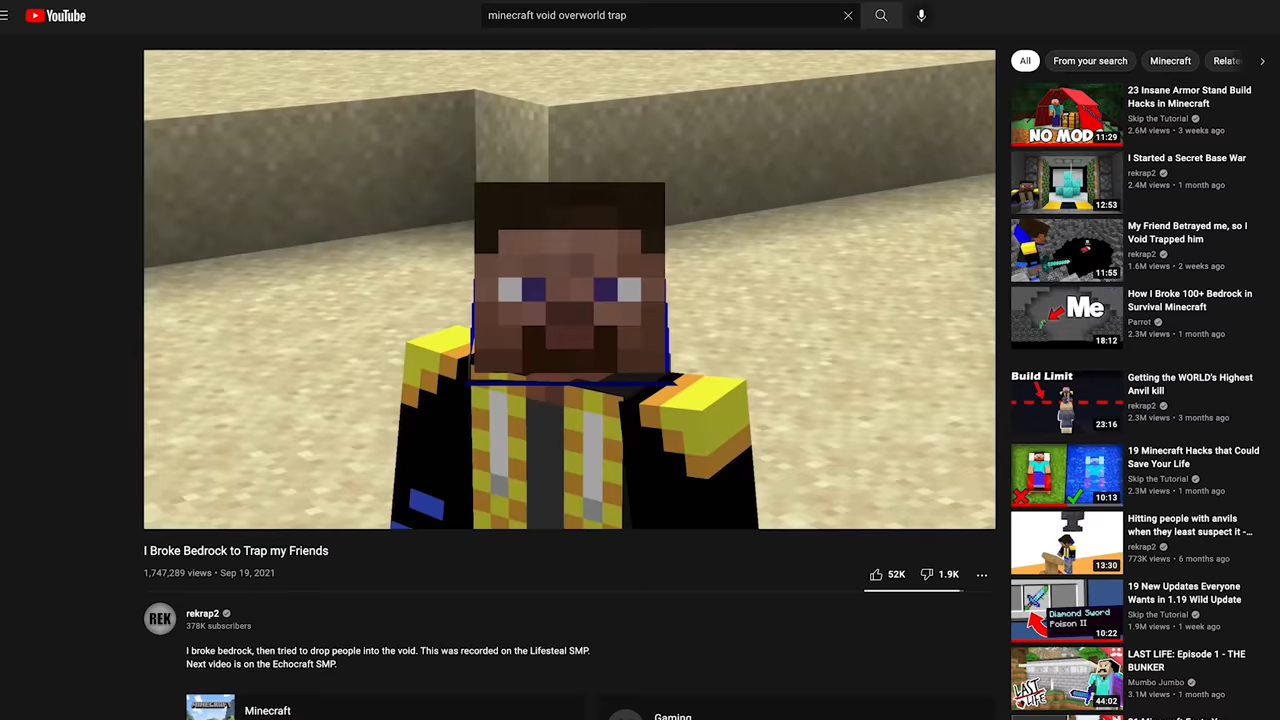 YouTube
minecraft void overworld trap
All
From your search
Minecraft
Relate
23 Insane Armor Stand Build
Hacks in Minecraft
Skip the Tutorial
2.6M views • 3 weeks ago
NO MOD
11:29
I Started a Secret Base War
rekrap2
2.4M views • 1 month ago
12:53
My Friend Betrayed me, so I
Void Trapped him
rekrap2
1.6M views • 2 weeks ago
11:55
How I Broke 100+ Bedrock in
Survival Minecraft
Parrot
2.3M views • 1 month ago
Me
18:12
Build Limit
Getting the WORLD'S Highest
Anvil kill
rekrap2
2.3M views • 3 months ago
23:16
19 Minecraft Hacks that Could
Save Your Life
Skip the Tutorial
2.3M views • 1 month ago
10:13
Hitting people with anvils
when they least suspect it -...
rekrap2
773K views • 6 months ago
13:30
19 New Updates Everyone
Wants in 1.19 Wild Update
Skip the Tutorial
1.9M views • 1 week ago
Diamond Sword
Poison II
10:22
LAST LIFE: Episode 1 - THE
BUNKER
Mumbo Jumbo
3.1M views • 1 month ago
LAST LIFE
44:02
I Broke Bedrock to Trap my Friends
1,747,289 views • Sep 19, 2021
52K
1.9K
REK
rekrap2
378K subscribers
I broke bedrock, then tried to drop people into the void. This was recorded on the Lifesteal SMP.
Next video is on the Echocraft SMP.
MINECRAFT
Minecraft
Gaming